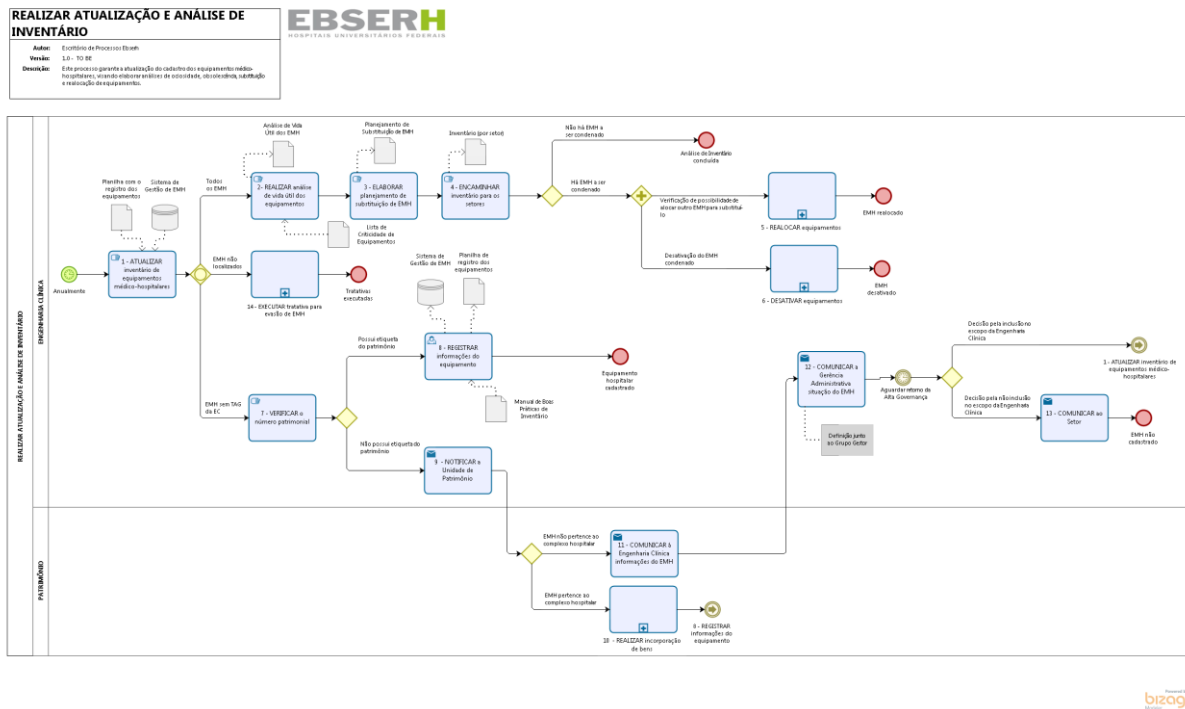 REALIZAR ATUALIZAÇÃO E ANÁLISE DE
INVENTÁRIO
Autor: Escritório de Processos Ebserh
Versão: 1.0 - TO BE
Descrição: Este processo garante a atualização do cadastro dos equipamentos médico-
hospitalares, visando elaborar análises de ociosidade, obsolescência, substituição
e realocação de equipamentos.
EBSERH
HOSPITAIS UNIVERSITÁRIOS FEDERAIS
REALIZAR ATUALIZAÇÃO E ANÁLISE DE INVENTÁRIO
ENGENHARIA CLÍNICA
Anualmente
Planilha com o
registro dos
equipamentos
Sistema de
Gestão de EMH
1 - ATUALIZAR
inventário de
equipamentos
médico-hospitalares
Todos
os EMH
Análise de Vida
Útil dos EMH
2- REALIZAR análise
de vida útil dos
equipamentos
Lista de
Criticidade de
Equipamentos
Planejamento de
Substituição de EMH
3 - ELABORAR
planejamento de
substituição de EMH
Inventário (por setor)
4 - ENCAMINHAR
inventário para os
setores
Não há EMH a
ser condenado
Análise de Inventário
concluída
Há EMH a ser
condenado
Verificação de possibilidade de
alocar outro EMH para substituí-
lo
5 - REALOCAR equipamentos
EMH realocado
Desativação do EMH
condenado
6 - DESATIVAR equipamentos
EMH
desativado
EMH não
localizados
14 - EXECUTAR tratativa para
evasão de EMH
Tratativas
executadas
EMH sem TAG
da EC
7 - VERIFICAR o
número patrimonial
Possui etiqueta
do patrimônio
Sistema de
Gestão de EMH
Planilha de
registro dos
equipamentos
8 - REGISTRAR
informações do
equipamento
Manual de Boas
Práticas de
Inventário
Equipamento
hospitalar
cadastrado
Não possui etiqueta do
patrimônio
9 - NOTIFICAR a
Unidade de
Patrimônio
12 - COMUNICAR a
Gerência
Administrativa
situação do EMH
Definição junto
ao Grupo Gestor
Aguardar retorno da
Alta Governança
Decisão pela inclusão no
escopo da Engenharia
Clínica
1 - ATUALIZAR inventário de
equipamentos médico-
hospitalares
Decisão pela não inclusão
no escopo da Engenharia
Clínica
13 - COMUNICAR ao
Setor
EMH não
cadastrado
PATRIMÔNIO
EMH não pertence ao
complexo hospitalar
11 - COMUNICAR à
Engenharia Clínica
informações do EMH
EMH pertence ao
complexo hospitalar
10 - REALIZAR incorporação
de bens
8 - REGISTRAR
informações do
equipamento
Powered
bizag